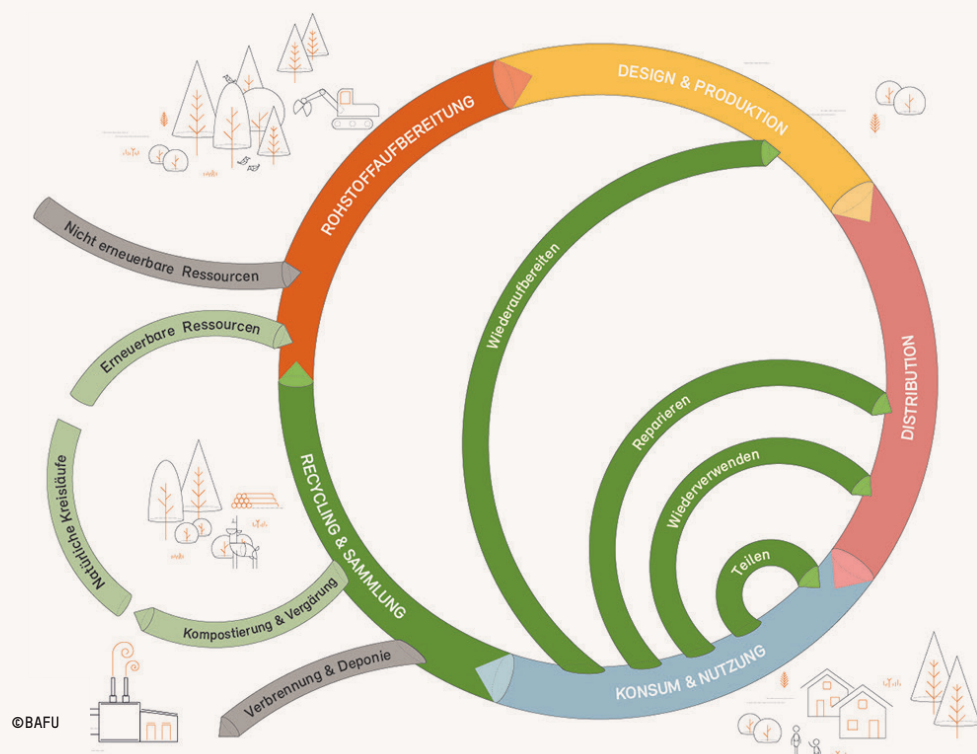 DESIGN & PRODUKTION
ROHSTOFFAUFBEREITUNG
Nicht erneuerbare Ressourcen
Wiederaufbereiten
Erneuerbare Ressourcen
DISTRIBUTION
Reparieren
Wiederverwenden
RECYCLING & SAMMLUNG
Natürliche Kreisläufe
Teilen
Kompostierung & Vergärung
KONSUM & NUTZUNG
Verbrennung & Deponie
©BAFU